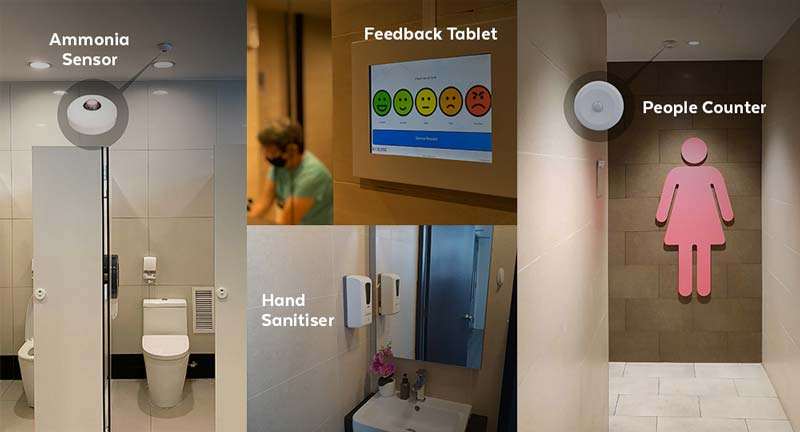 Ammonia
Sensor
Feedback Tablet
People Counter
Hand
Sanitiser